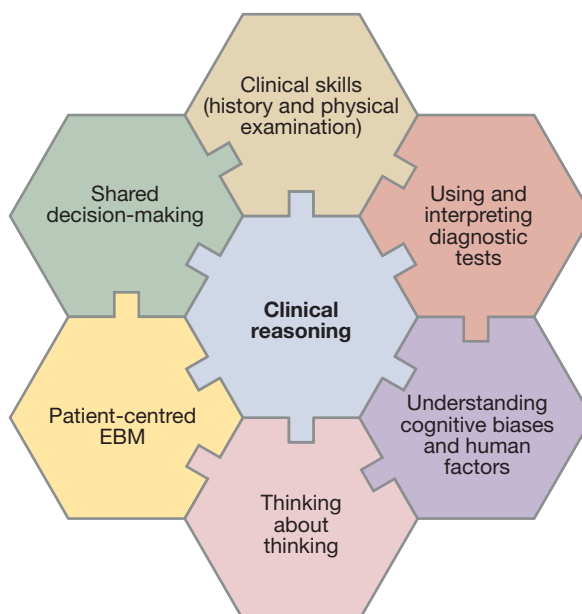 Clinical skills
(history and physical
examination)
Shared
decision-making
Using and
interpreting
diagnostic
tests
Clinical
reasoning
Patient-centred
EBM
Understanding
cognitive biases
and human
factors
Thinking
about
thinking